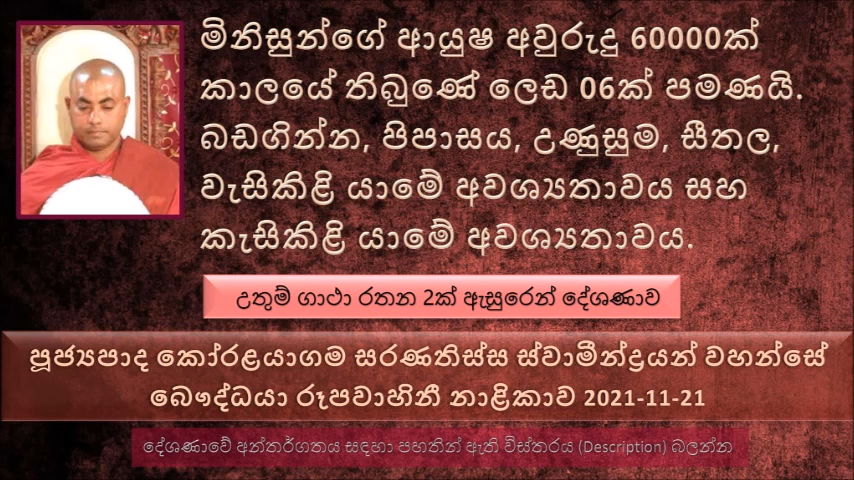 මිනිසුන්ගේ ආයුෂ අවුරුදු 60000ක්
කාලයේ තිබුණේ ලෙඩ 06ක් පමණයි.
බඩගින්න, පිපාසය, උණුසුම, සීතල,
වැසිකිළි යාමේ අවශ්‍යතාවය සහ
කැසිකිළි යාමේ අවශ්‍යතාවය.
උතුම් ගාථා රතන 2ක් ඇසුරෙන් දේශණාව
පූජ්‍යපාද කෝරළයාගම සරණතිස්ස ස්වාමීන්ද්‍රයන් වහන්සේ
බෞද්ධයා රූපවාහිනී නාළිකාව 2021-11-21
දේශණාවේ අන්තර්ගතය සඳහා පහතින් ඇති විස්තරය (Description) බලන්න